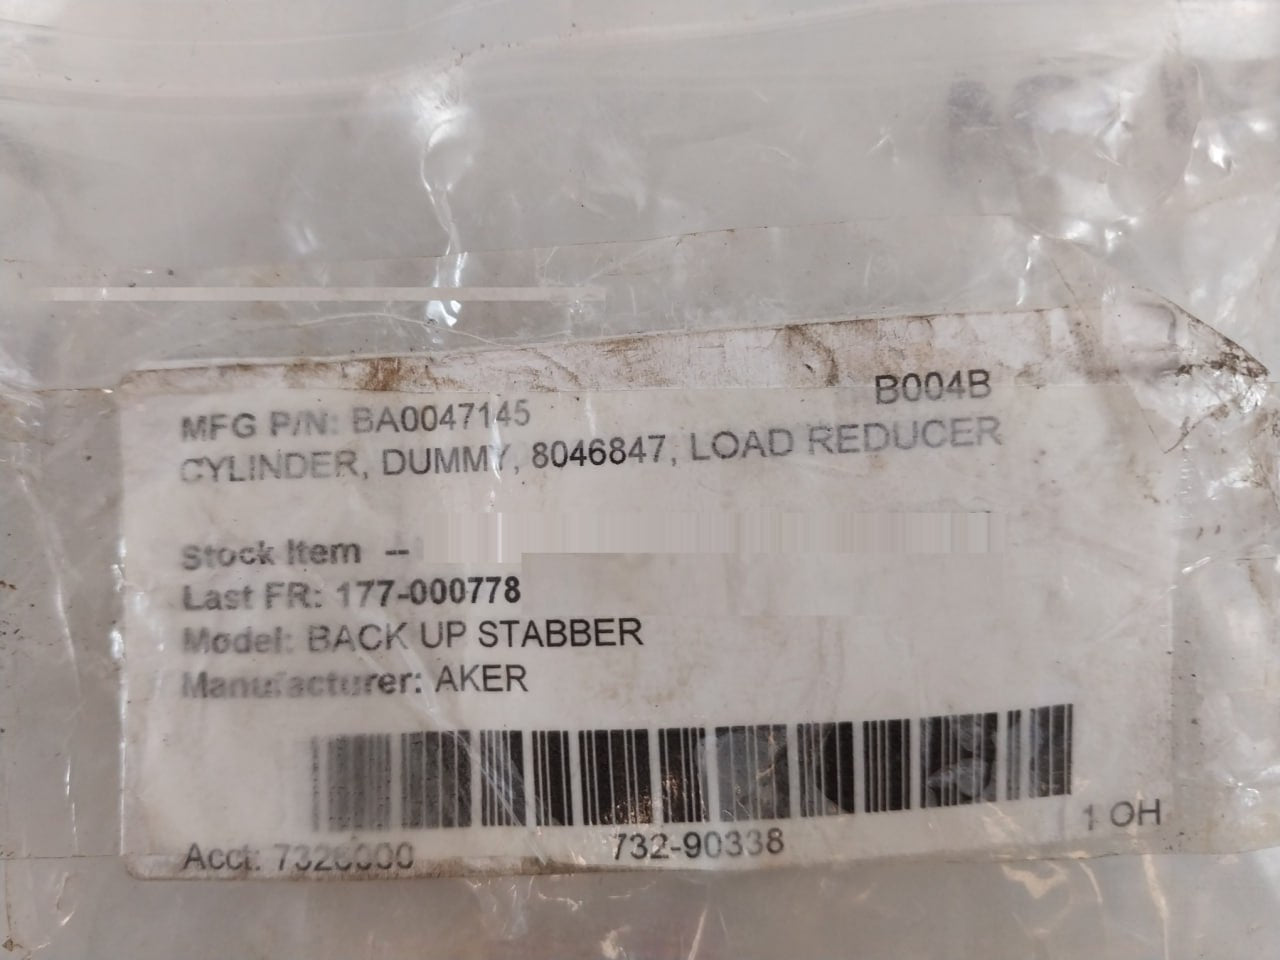 B004B
MFG P/N: BA0047145
CYLINDER, DUMMY, 8046847, LOAD REDUCER
Stock Item --
Last FR: 177-000778
Model: BACK UP STABBER
Manufacturer: AKER
1 OH
Acct: 732-90338